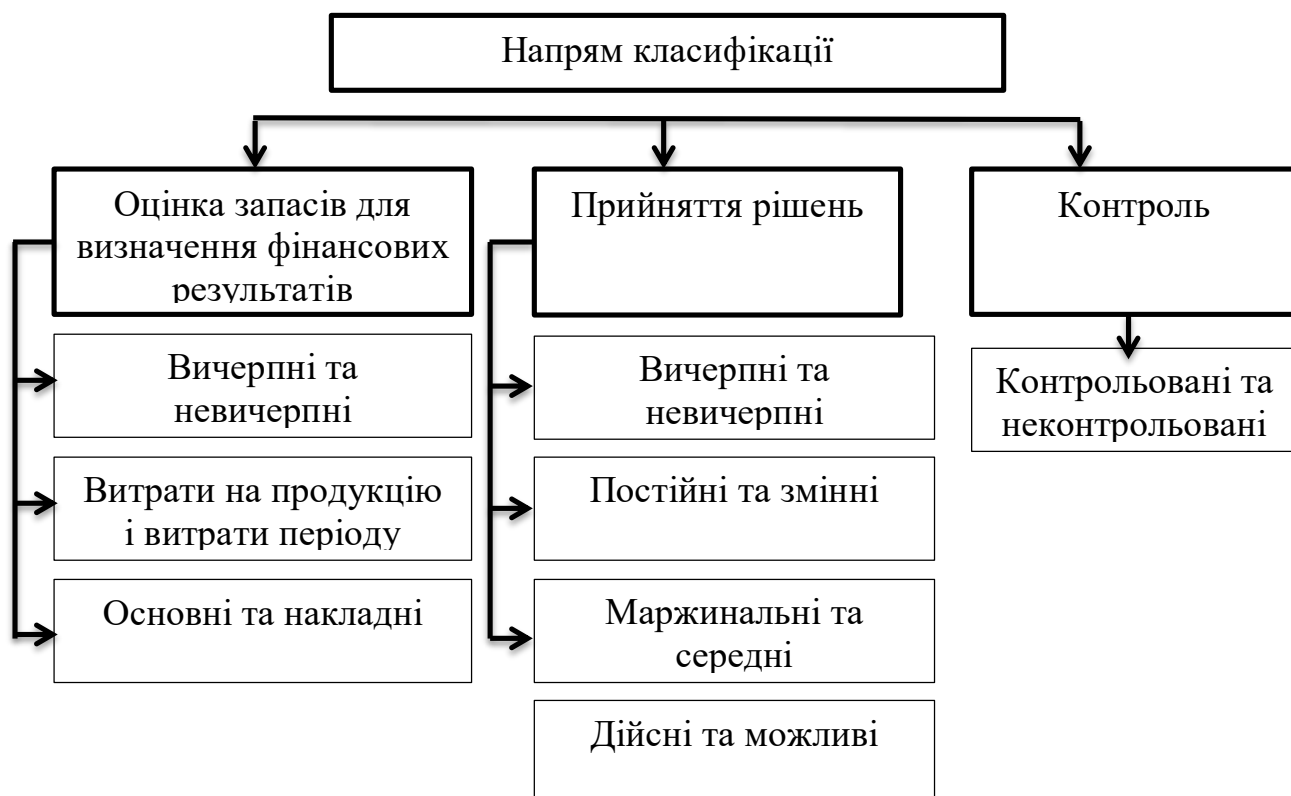 Напрям класифікації
Оцінка запасів для
визначення фінансових
результатів
Вичерпні та
невичерпні
Витрати на продукцію
і витрати періоду
Основні та накладні
Прийняття рішень
Вичерпні та
невичерпні
Постійні та змінні
Маржинальні та
середні
Дійсні та можливі
Контроль
Контрольовані та
неконтрольовані